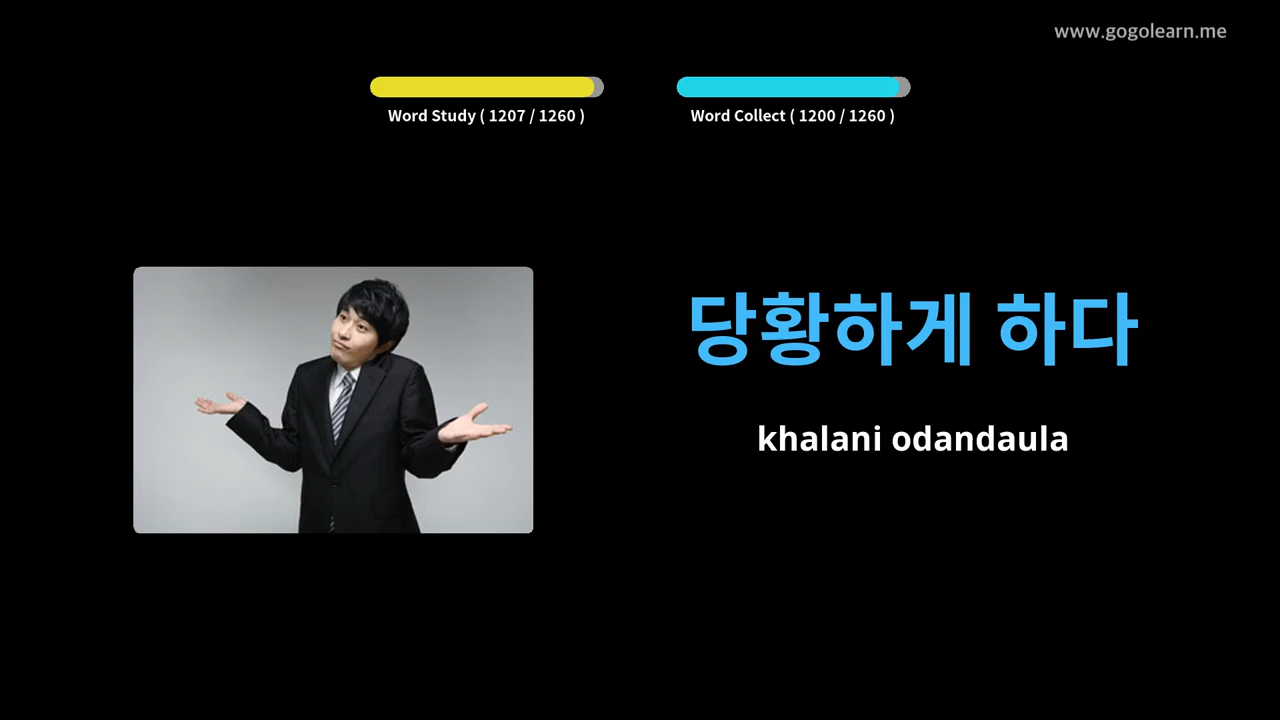 www.gogolearn.me
Word Study ( 1207 / 1260 )
Word Collect ( 1200 / 1260 )
당황하게 하다
khalani odandaula